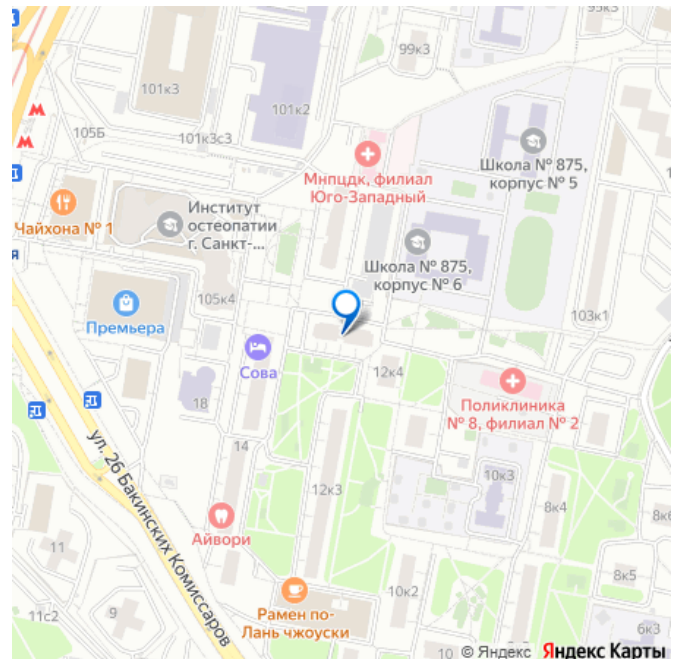 95к3
99к3
101к3
101к2
105Б
101к3с3
Школа № 875,
корпус № 5
Мнпцдк, филиал
Юго-Западный
Чайхона № 1
Институт
остеопатии
г. Санкт-...
Школа № 875,
корпус № 6
105к4
Премьера
103к1
Сова
12к4
18
Поликлиника
№ 8, филиал № 2
ул. 26 Бакинских Комиссаров
14
10к3
12к3
8к4
Айвори
11
8к5
10к2
11с2
9
Рамен по-
Лань чжоуски
6к3
10
© Яндекс Яндекс Карты